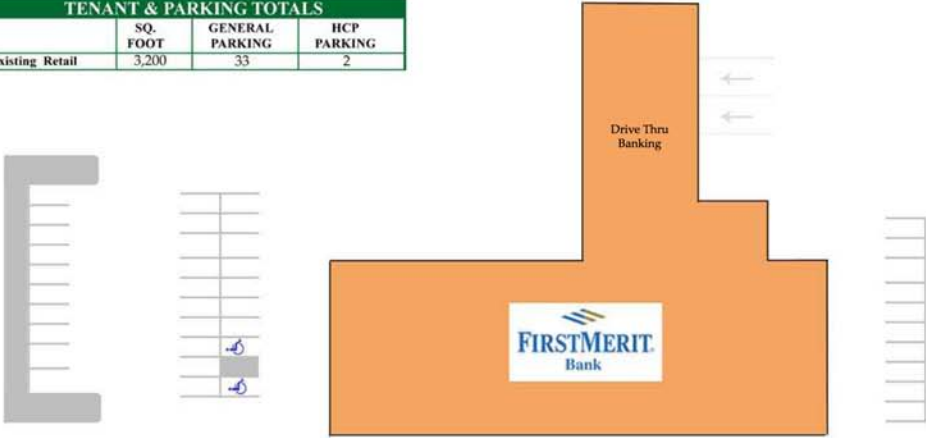 TENANT & PARKING TOTALS
SQ. FOOT GENERAL PARKING HCP PARKING
xisting Retail 3,200 33 2
Drive Thru
Banking
FIRSTMERIT.
Bank